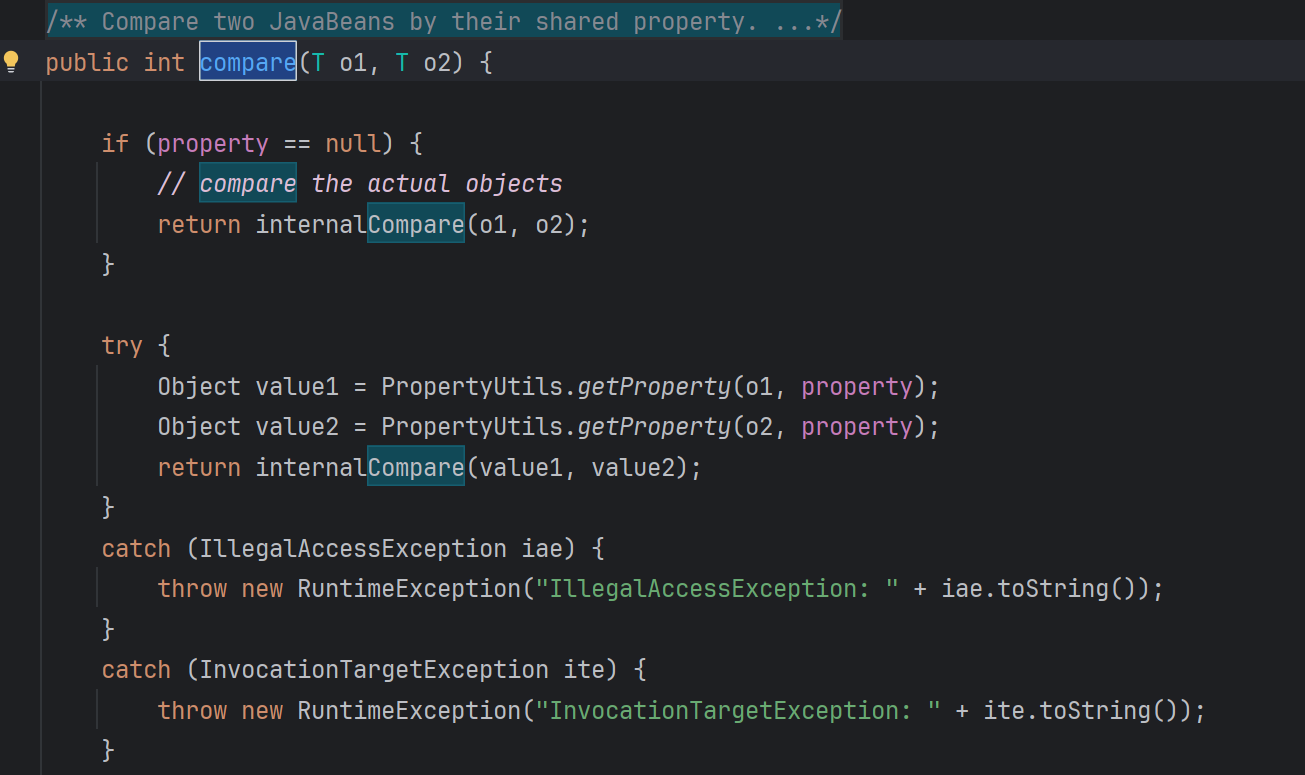 /** Compare two JavaBeans by their shared property. ...*/
public int compare(T o1, T o2) {
if (property == null) {
// compare the actual objects
return internalCompare(o1, o2);
}
try {
Object value1 = PropertyUtils.getProperty(o1, property);
Object value2 = PropertyUtils.getProperty(o2, property);
return internalCompare(value1, value2);
}
catch (IllegalAccessException iae) {
throw new RuntimeException("IllegalAccessException: " + iae.toString());
}
catch (InvocationTargetException ite) {
throw new RuntimeException("InvocationTargetException: " + ite.toString());
}